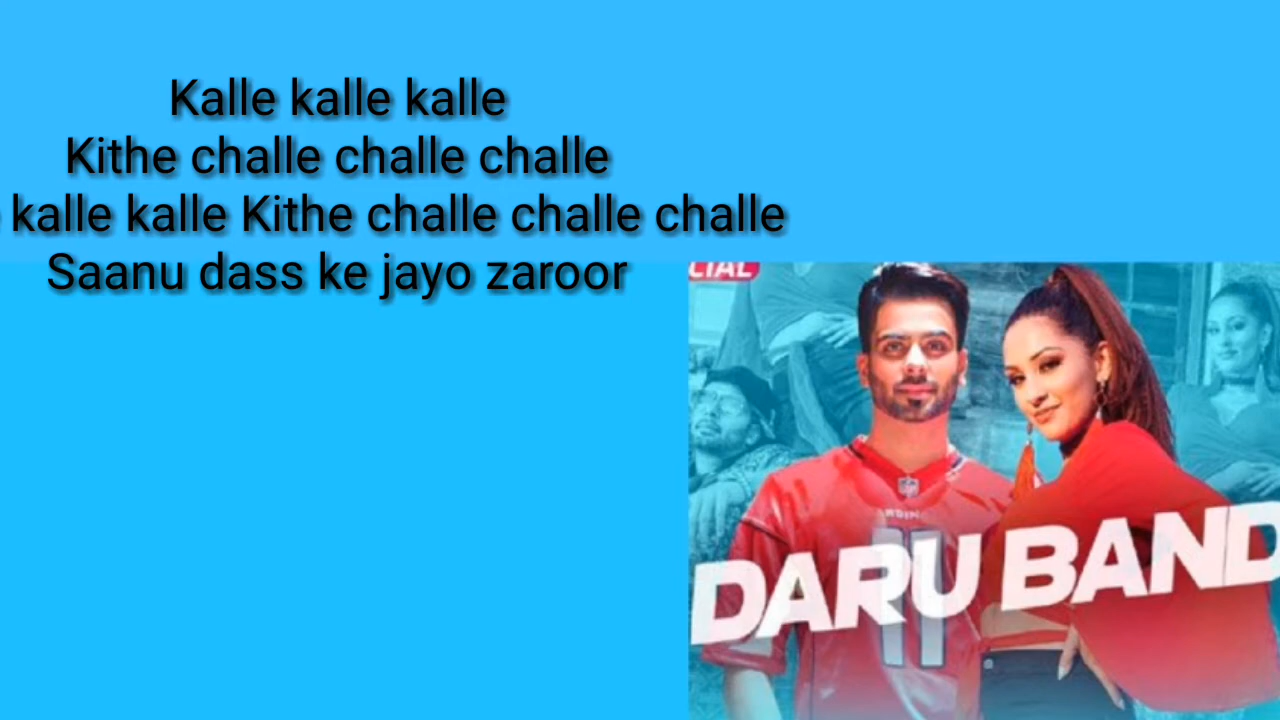 Kalle kalle kalle
Kithe challe challe challe
kalle kalle Kithe challe challe challe
Saanu dass ke jayo zaroor
DARU BAND
11